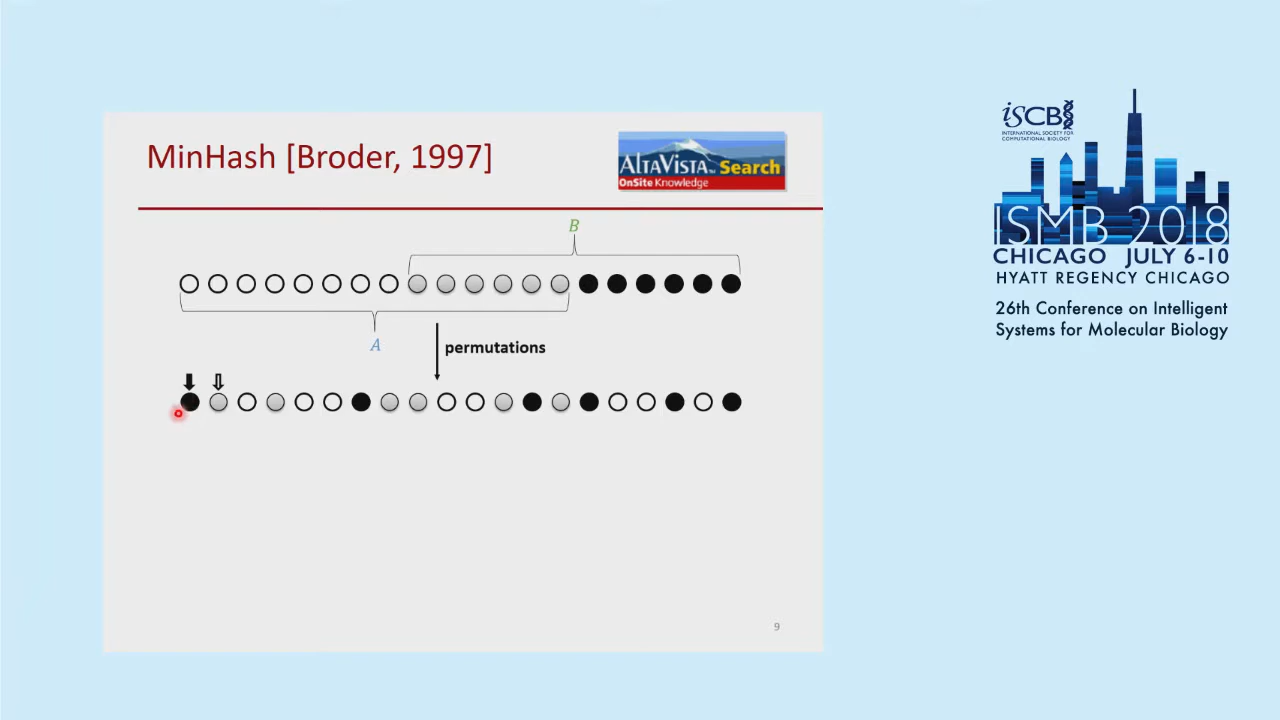 MinHash [Broder, 1997]
ALTAVISTA™ Search
OnSite Knowledge
B
A
permutations
9
iSCB
INTERNATIONAL SOCIETY FOR
COMPUTATIONAL BIOLOGY
ISMB 2018
CHICAGO JULY 6-10
HYATT REGENCY CHICAGO
26th Conference on Intelligent
Systems for Molecular Biology